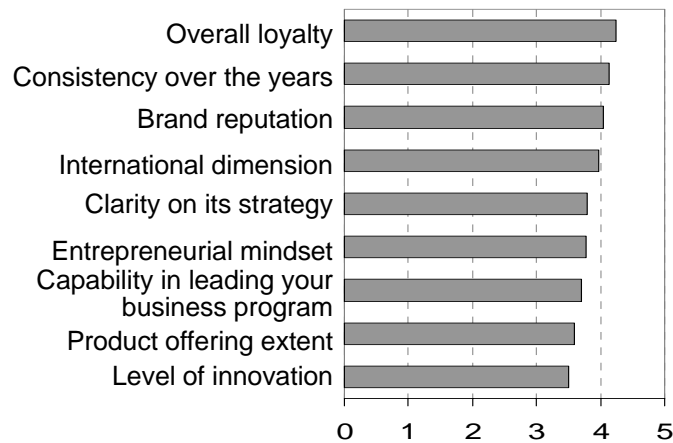 Overall loyalty
Consistency over the years
Brand reputation
International dimension
Clarity on its strategy
Entrepreneurial mindset
Capability in leading your
business program
Product offering extent
Level of innovation
0 1 2 3 4 5